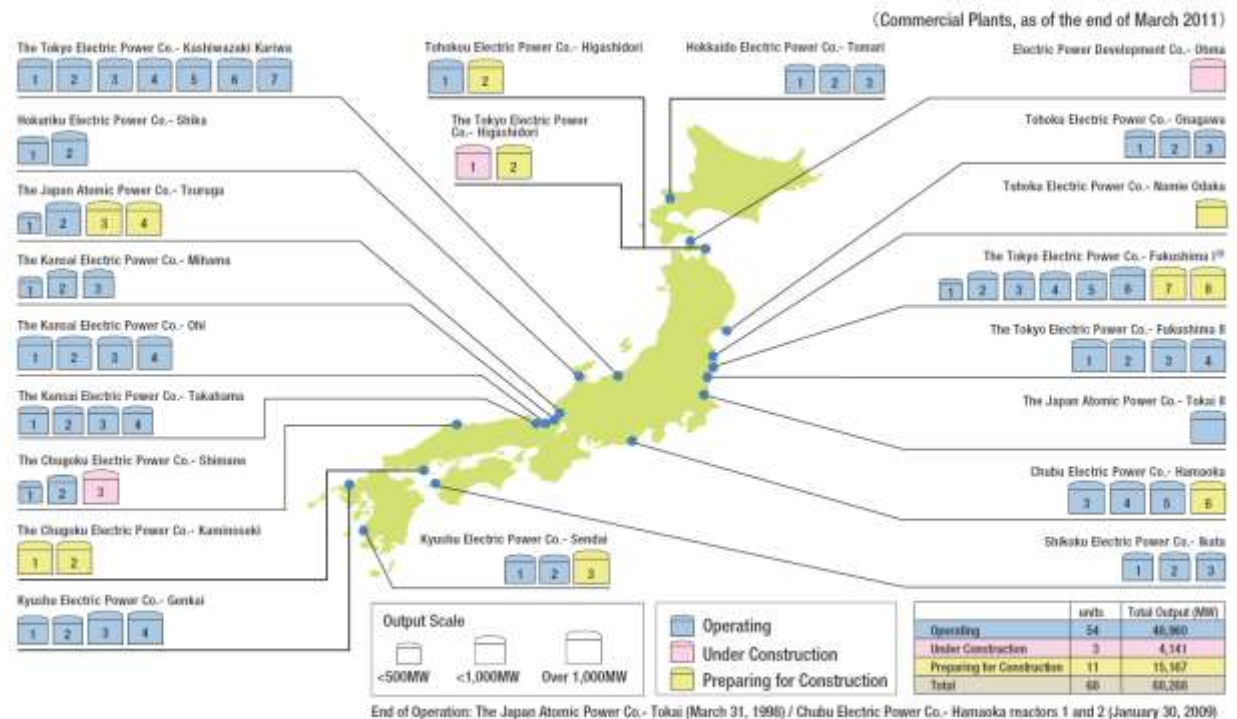 (Commercial Plants, as of the end of March 2011)
The Tokyo Electric Power Co.- Kashiwazaki Kariwa
1 2 3 4 5 6 7
Hokuriku Electric Power Co.- Shika
1 2
The Japan Atomic Power Co.- Tsuruga
1 2 3 4
The Kansai Electric Power Co.- Mihama
1 2 3
The Kansai Electric Power Co.- Ohi
1 2 3 4
The Kansai Electric Power Co.- Takahama
1 2 3 4
The Chugoku Electric Power Co.- Shimane
1 2 3
The Chugoku Electric Power Co.- Kaminoseki
1 2
Kyushu Electric Power Co.- Genkai
1 2 3 4
Tohokou Electric Power Co.- Higashidori
1 2
The Tokyo Electric Power
Co.- Higashidori
1 2
Hokkaido Electric Power Co.- Tomari
1 2 3
Electric Power Development Co.- Ohma
Tohoku Electric Power Co.- Onagawa
1 2 3
Tohoku Electric Power Co.- Namie Odaka
The Tokyo Electric Power Co.- Fukushima I
1 2 3 4 5 6 7 8
The Tokyo Electric Power Co.- Fukushima II
1 2 3 4
The Japan Atomic Power Co.- Tokai II
Chubu Electric Power Co.- Hamaoka
3 4 5 6
Shikoku Electric Power Co.- Ikata
1 2 3
Kyushu Electric Power Co.- Sendai
1 2 3
Output Scale
<500MW <1,000MW Over 1,000MW
Operating
Under Construction
Preparing for Construction
units Total Output (MW)
Operating 54 48,960
Under Construction 3 4,141
Preparing for Construction 11 15,167
Total 68 68,268
End of Operation: The Japan Atomic Power Co.- Tokai (March 31, 1998) / Chubu Electric Power Co.- Hamaoka reactors 1 and 2 (January 30, 2009)